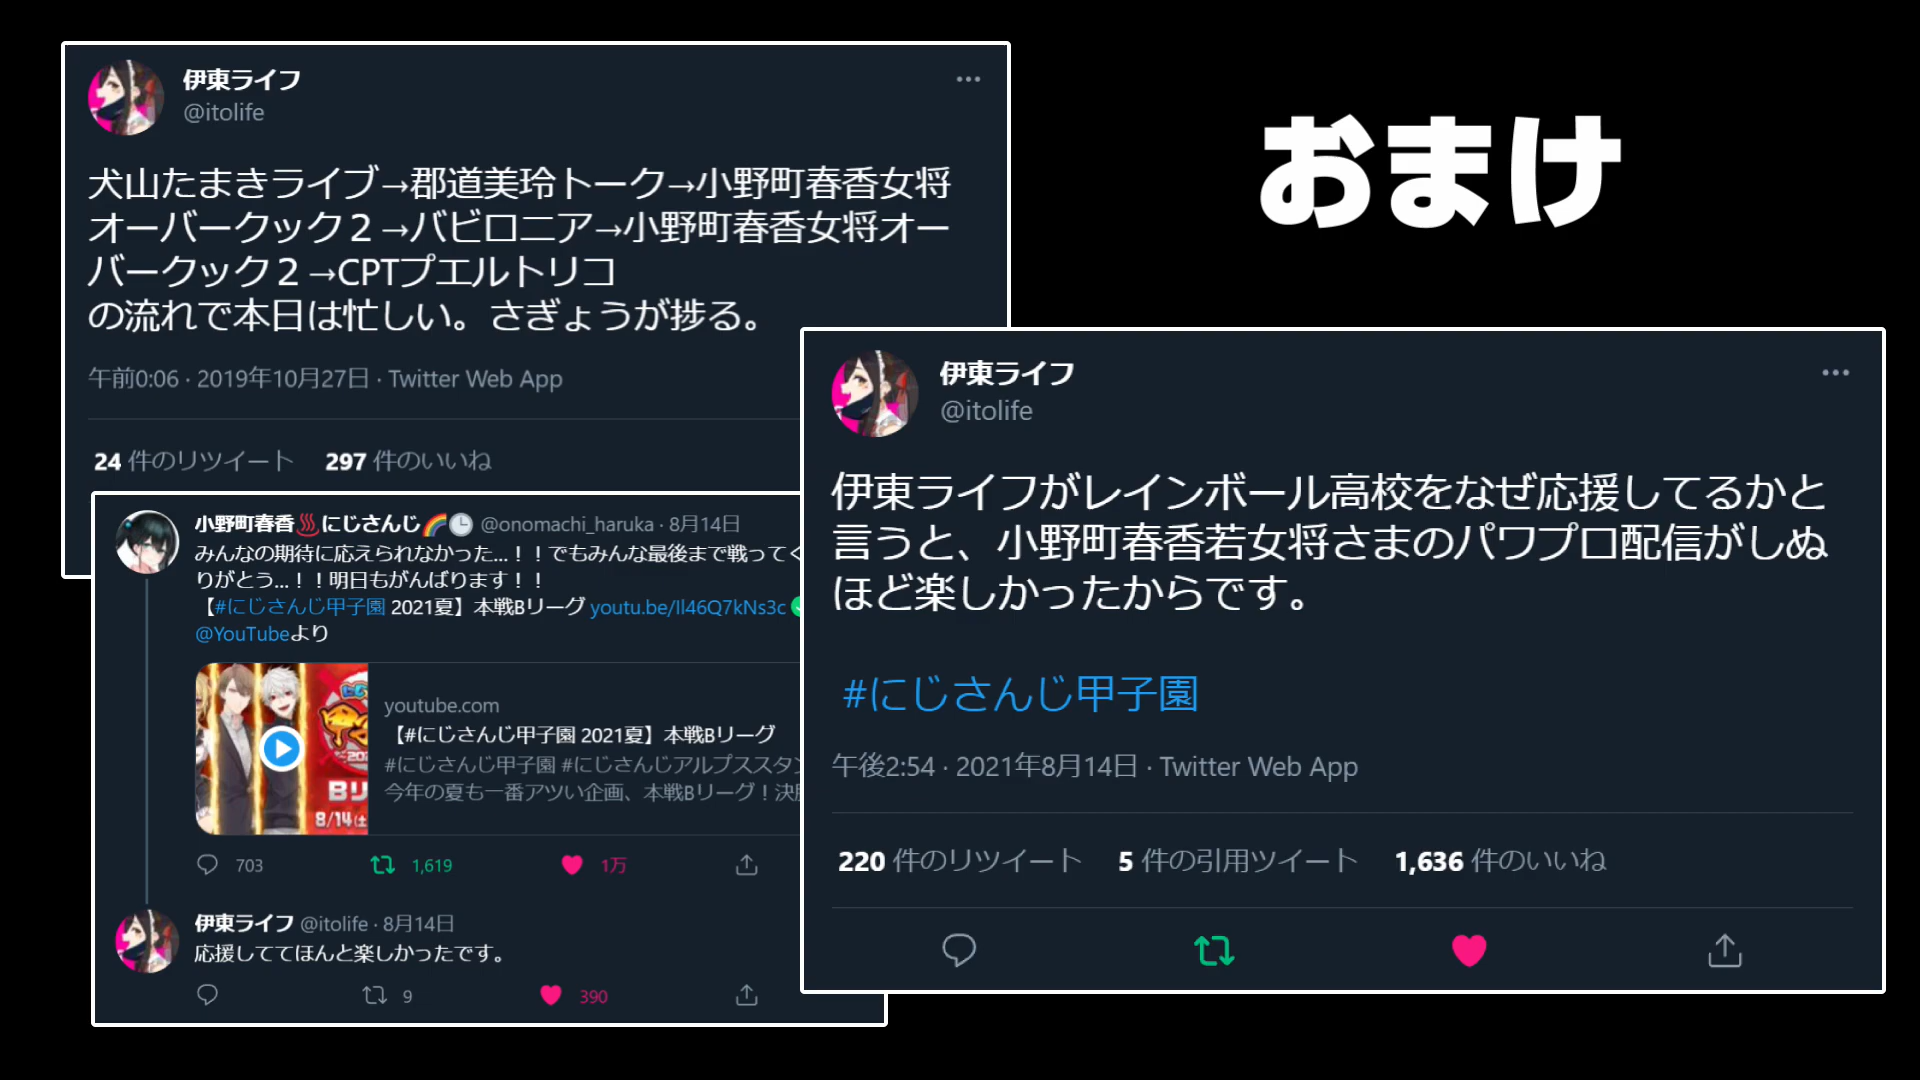 おまけ
伊東ライフ
@itolife
犬山たまきライブ→郡道美玲トーク→小野町春香女将
オーバークック２→バビロニア→小野町春香女将オー
バークック２→CPTプエルトリコ
の流れで本日は忙しい。さぎょうが捗る。
午前0:06 · 2019年10月27日 · Twitter Web App
24 件のリツイート 297 件のいいね
小野町春香♨️にじさんじ🌈🕒 @onomachi_haruka · 8月14日
みんなの期待に応えられなかった...！！でもみんな最後まで戦ってく
りがとう...！！明日もがんばります！！
【#にじさんじ甲子園 2021夏】本戦Bリーグ youtu.be/Il46Q7kNs3c
@YouTubeより
8/14(土
youtube.com
【#にじさんじ甲子園 2021夏】本戦Bリーグ
#にじさんじ甲子園 #にじさんじアルプススタン
今年の夏も一番アツい企画、本戦Bリーグ！決
703 1,619 1万
伊東ライフ @itolife · 8月14日
応援しててほんと楽しかったです。
9 390
伊東ライフ
@itolife
伊東ライフがレインボール高校をなぜ応援してるかと
言うと、小野町春香若女将さまのパワプロ配信がしぬ
ほど楽しかったからです。
#にじさんじ甲子園
午後2:54 · 2021年8月14日 · Twitter Web App
220 件のリツイート 5 件の引用ツイート 1,636 件のいいね